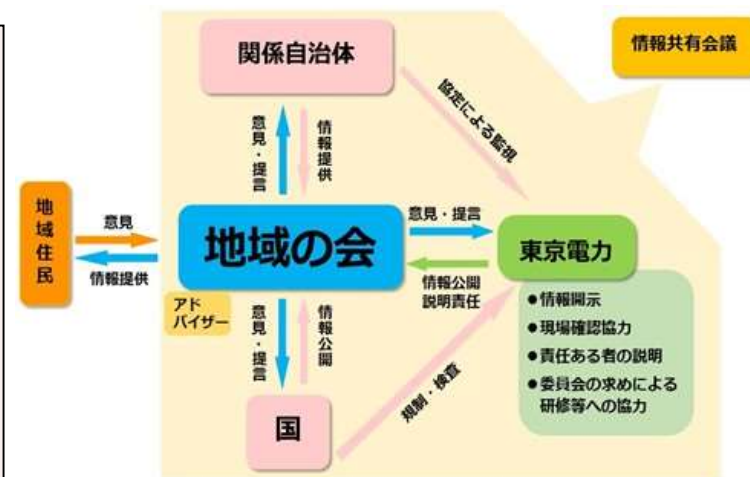 情報共有会議
関係自治体
協定による監視
意見・提言
情報提供
地域住民
意見
情報提供
地域の会
アド
バイザー
意見・提言
情報公開
説明責任
東京電力
●情報開示
●現場確認協力
●責任ある者の説明
●委員会の求めによる
研修等への協力
意見・提言
情報公開
規制・検査
国